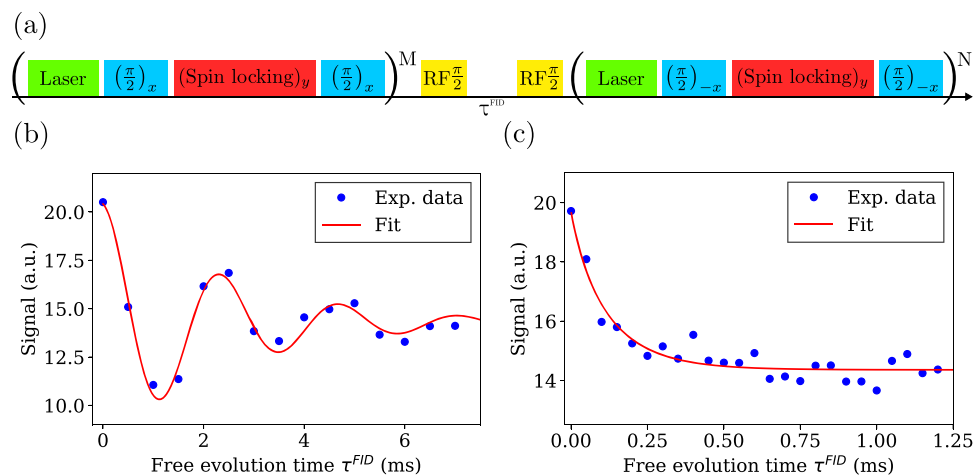 (a)
( Laser (π/2)x (Spin locking)y (π/2)x )M RFπ/2 RFπ/2 ( Laser (π/2)−x (Spin locking)y (π/2)−x )N
τFID
(b)
Exp. data
Fit
20.0
17.5
15.0
12.5
10.0
Signal (a.u.)
0 2 4 6
Free evolution time τFID (ms)
(c)
Exp. data
Fit
20
18
16
14
Signal (a.u.)
0.00 0.25 0.50 0.75 1.00 1.25
Free evolution time τFID (ms)